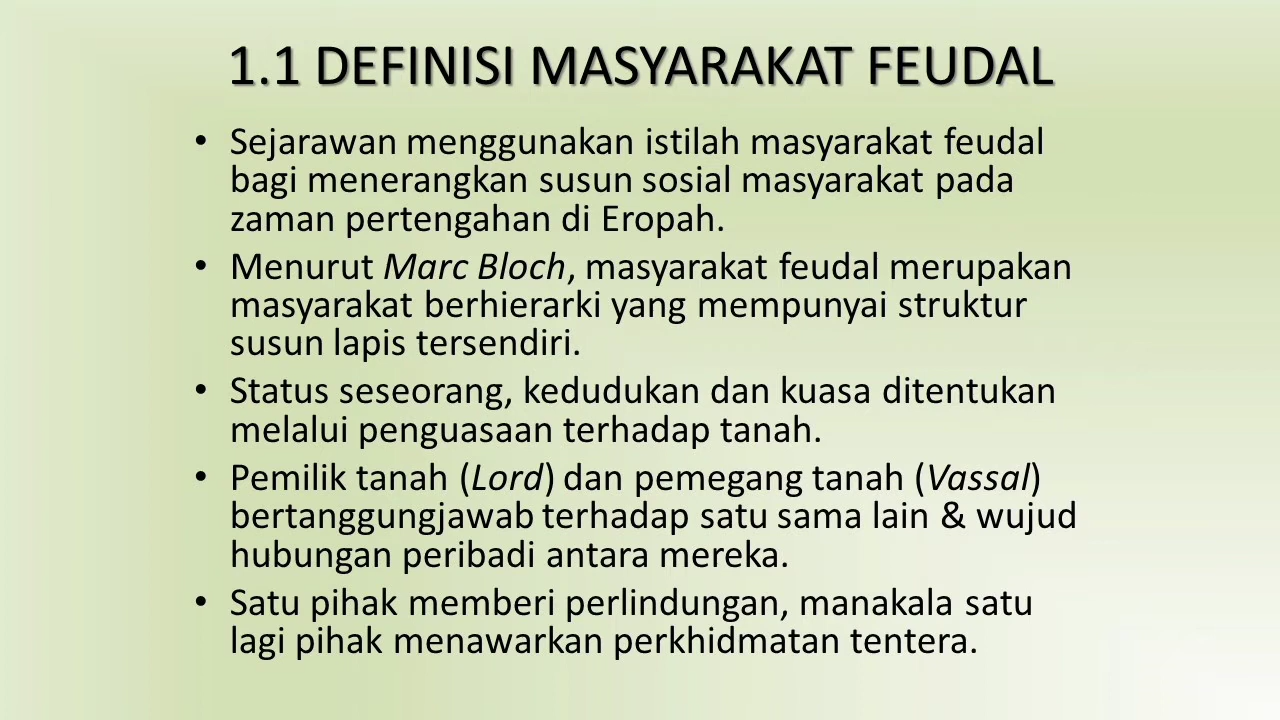 1.1 DEFINISI MASYARAKAT FEUDAL
• Sejarawan menggunakan istilah masyarakat feudal
bagi menerangkan susun sosial masyarakat pada
zaman pertengahan di Eropah.
• Menurut Marc Bloch, masyarakat feudal merupakan
masyarakat berhierarki yang mempunyai struktur
susun lapis tersendiri.
• Status seseorang, kedudukan dan kuasa ditentukan
melalui penguasaan terhadap tanah.
• Pemilik tanah (Lord) dan pemegang tanah (Vassal)
bertanggungjawab terhadap satu sama lain & wujud
hubungan peribadi antara mereka.
• Satu pihak memberi perlindungan, manakala satu
lagi pihak menawarkan perkhidmatan tentera.